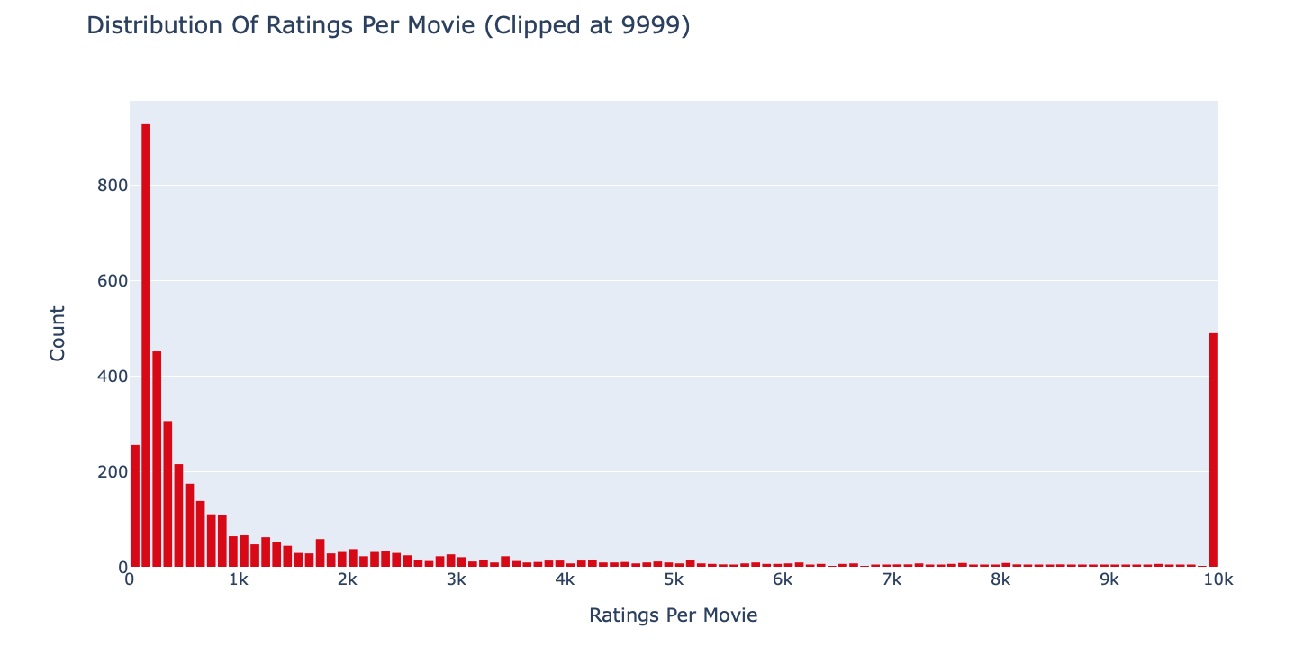 Distribution Of Ratings Per Movie (Clipped at 9999)
Count
800
600
400
200
0
0 1k 2k 3k 4k 5k 6k 7k 8k 9k 10k
Ratings Per Movie